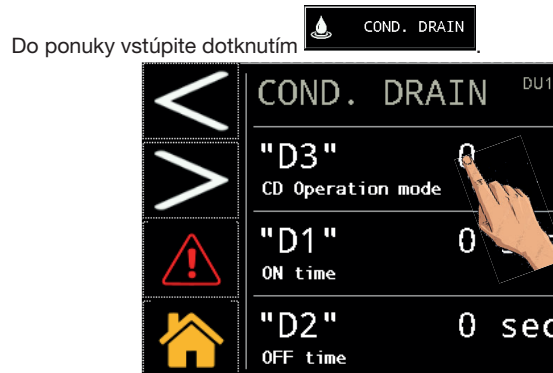 Do ponuky vstúpite dotknutím COND. DRAIN.
COND. DRAIN DU1
"D3" 0
CD Operation mode
"D1" 0
ON time
"D2" 0 sec
OFF time